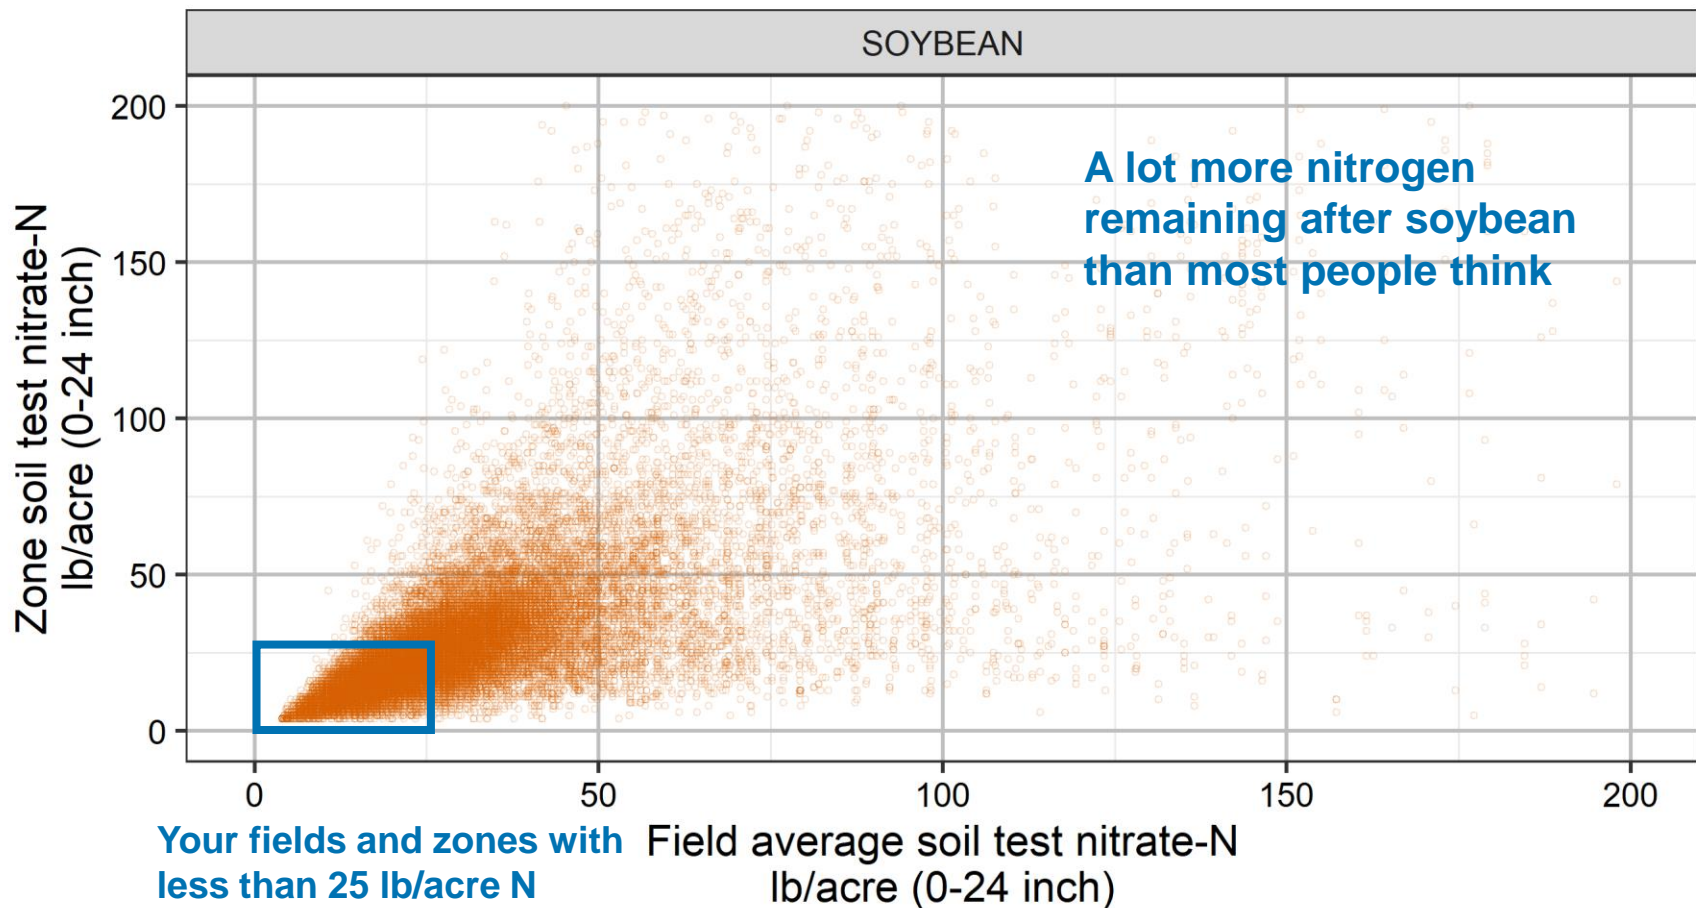 SOYBEAN
200
150
100
50
0
Zone soil test nitrate-N
lb/acre (0-24 inch)
A lot more nitrogen
remaining after soybean
than most people think
0
50
100
150
200
Your fields and zones with
less than 25 lb/acre N
Field average soil test nitrate-N
lb/acre (0-24 inch)